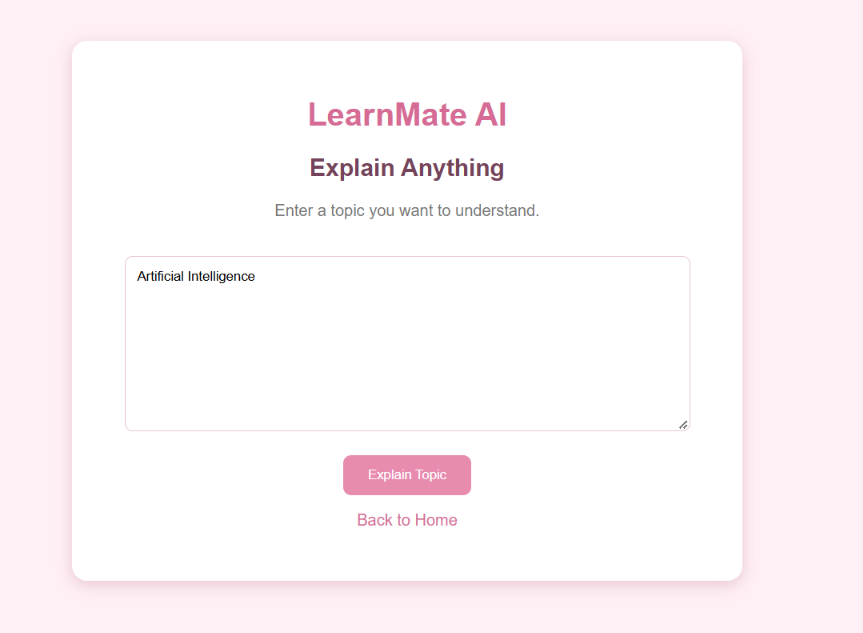 LearnMate AI
Explain Anything
Enter a topic you want to understand.
Artificial Intelligence
Explain Topic
Back to Home